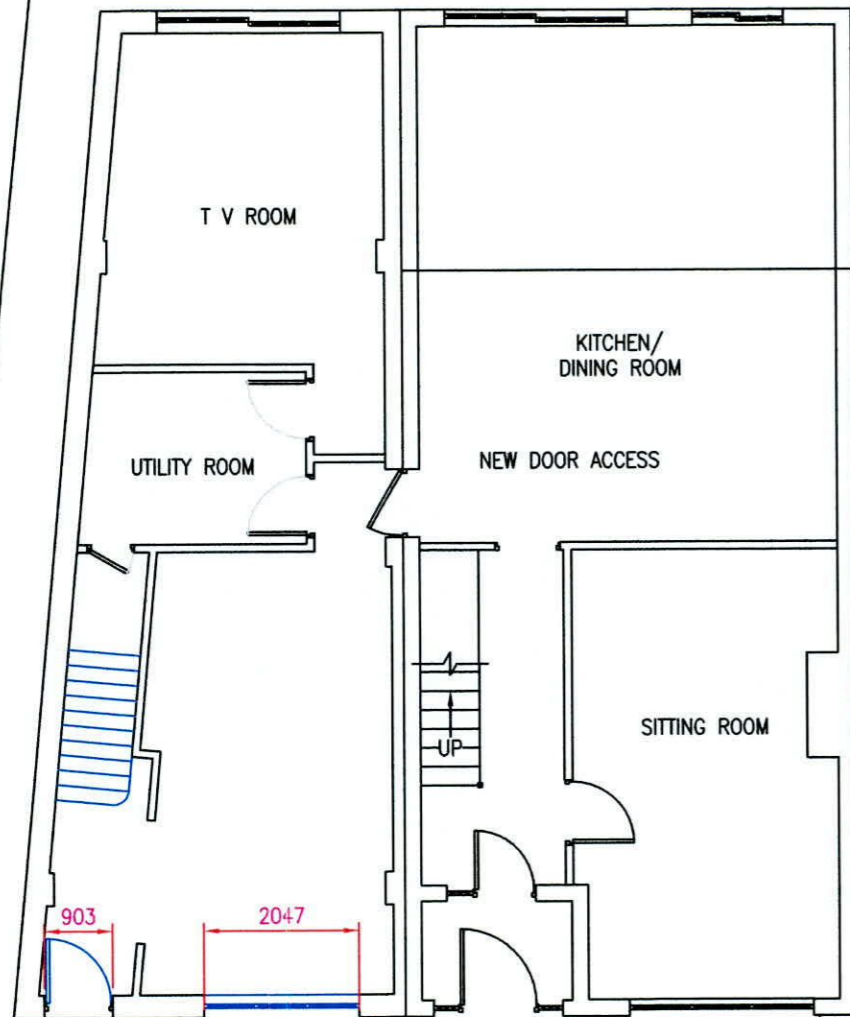 T V ROOM
KITCHEN/
DINING ROOM
UTILITY ROOM
NEW DOOR ACCESS
SITTING ROOM
UP
903
2047